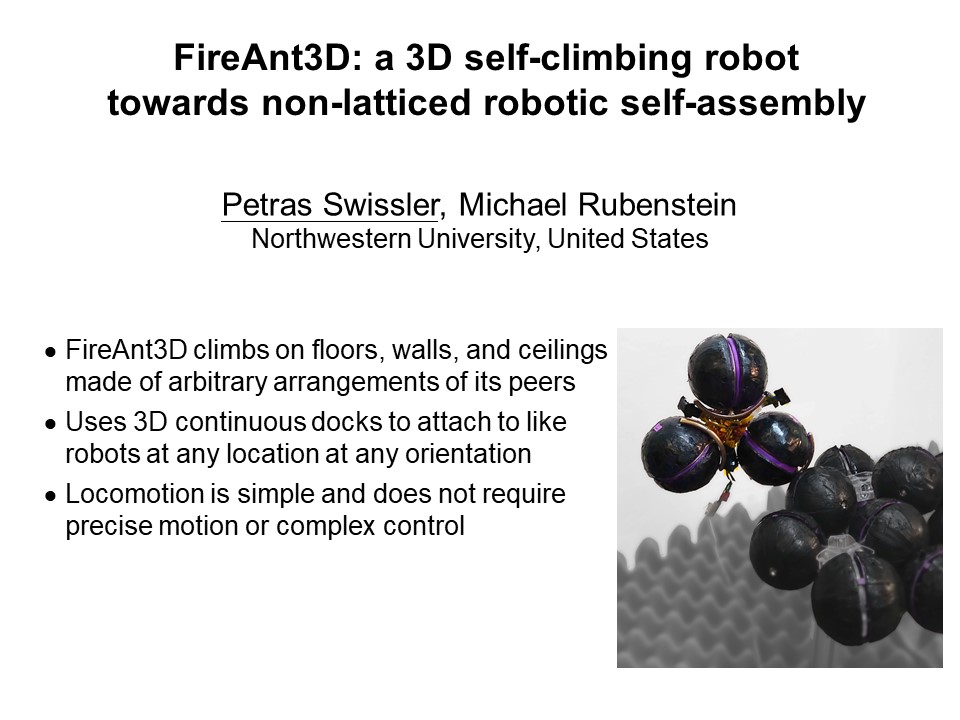 FireAnt3D: a 3D self-climbing robot
towards non-latticed robotic self-assembly
Petras Swissler, Michael Rubenstein
Northwestern University, United States
● FireAnt3D climbs on floors, walls, and ceilings
made of arbitrary arrangements of its peers
● Uses 3D continuous docks to attach to like
robots at any location at any orientation
● Locomotion is simple and does not require
precise motion or complex control